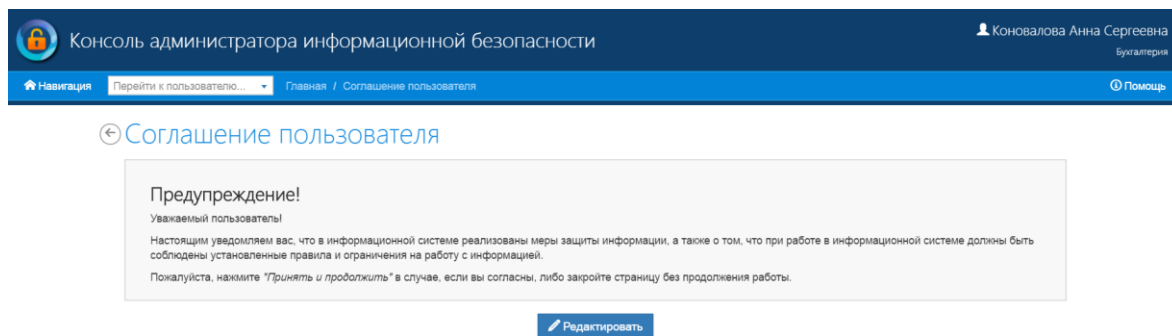 Консоль администратора информационной безопасности
Коновалова Анна Сергеевна
Бухгалтерия
Навигация
Перейти к пользователю...
Главная / Соглашение пользователя
Помощь
Соглашение пользователя
Предупреждение!
Уважаемый пользователь!
Настоящим уведомляем вас, что в информационной системе реализованы меры защиты информации, а также о том, что при работе в информационной системе должны быть
соблюдены установленные правила и ограничения на работу с информацией.
Пожалуйста, нажмите "Принять и продолжить" в случае, если вы согласны, либо закройте страницу без продолжения работы.
Редактировать